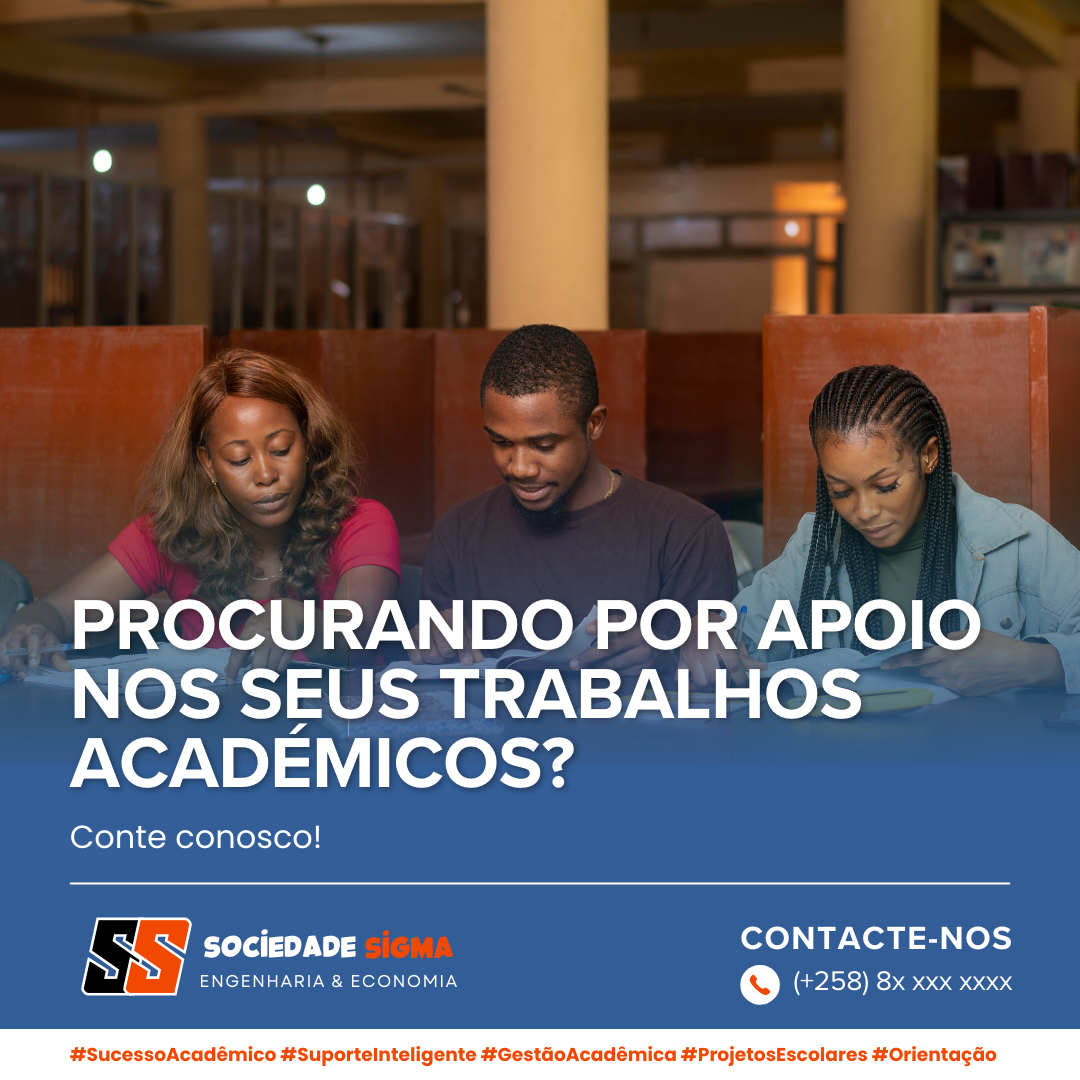 PROCURANDO POR APOIO
NOS SEUS TRABALHOS
ACADÉMICOS?
Conte conosco!
SS
SOCIEDADE SIGMA
ENGENHARIA & ECONOMIA
CONTACTE-NOS
(+258) 8x xxx xxxx
#SucessoAcadêmico #SuporteInteligente #GestãoAcadêmica #ProjetosEscolares #Orientação